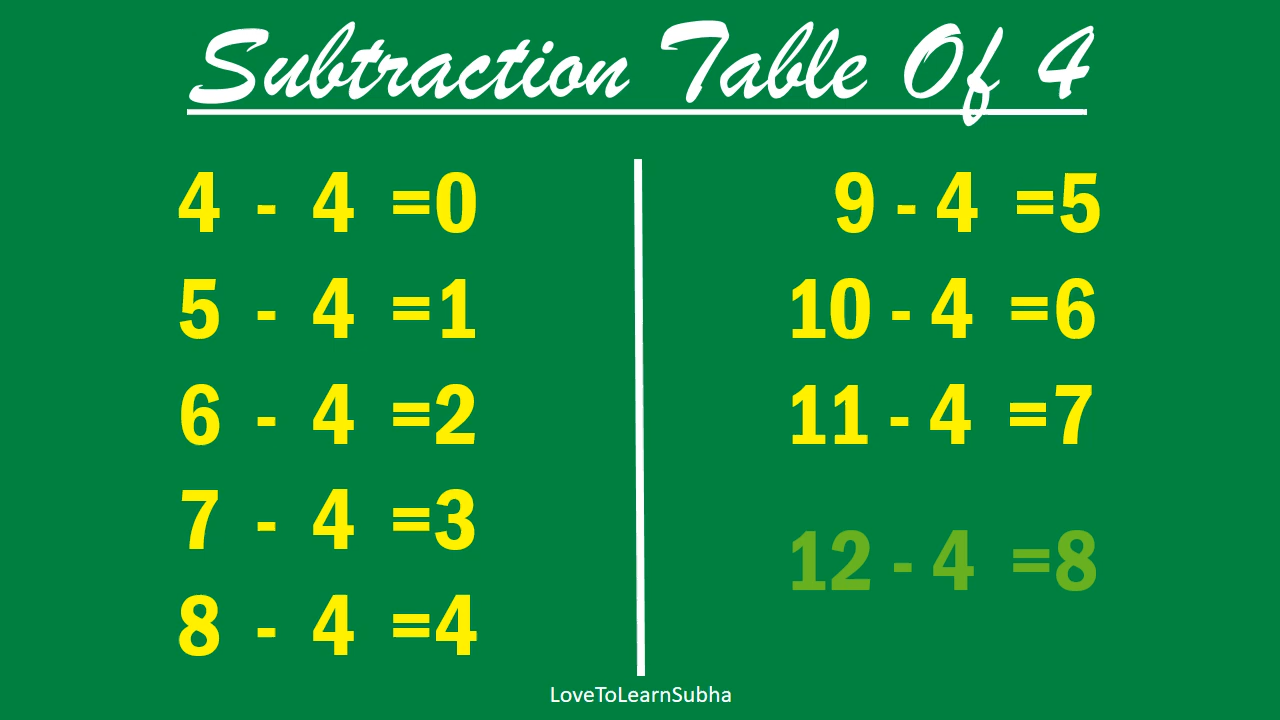 Subtraction Table Of 4
4 - 4 =0
5 - 4 =1
6 - 4 =2
7 - 4 =3
8 - 4 =4
9 - 4 =5
10 - 4 =6
11 - 4 =7
12 - 4 =8
LoveToLearnSubha